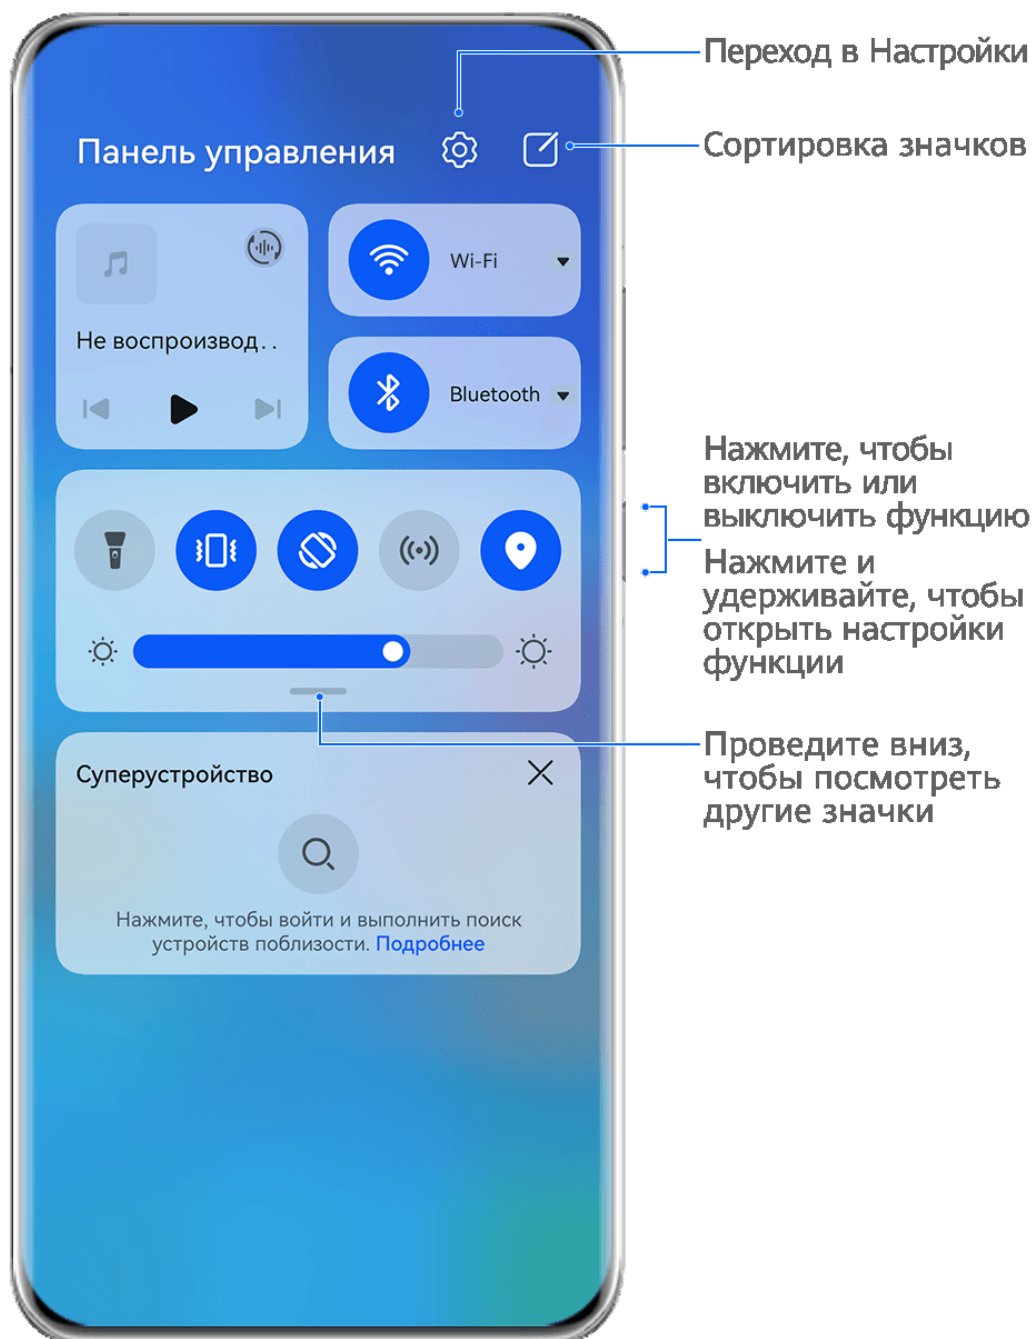 Переход в Настройки
Панель управления
Сортировка значков
Не воспроизвод..
Wi-Fi
Bluetooth
Нажмите, чтобы
включить или
выключить функцию
Нажмите и
удерживайте, чтобы
открыть настройки
функции
Проведите вниз,
чтобы посмотреть
другие значки
Суперустройство
Нажмите, чтобы войти и выполнить поиск
устройств поблизости. Подробнее